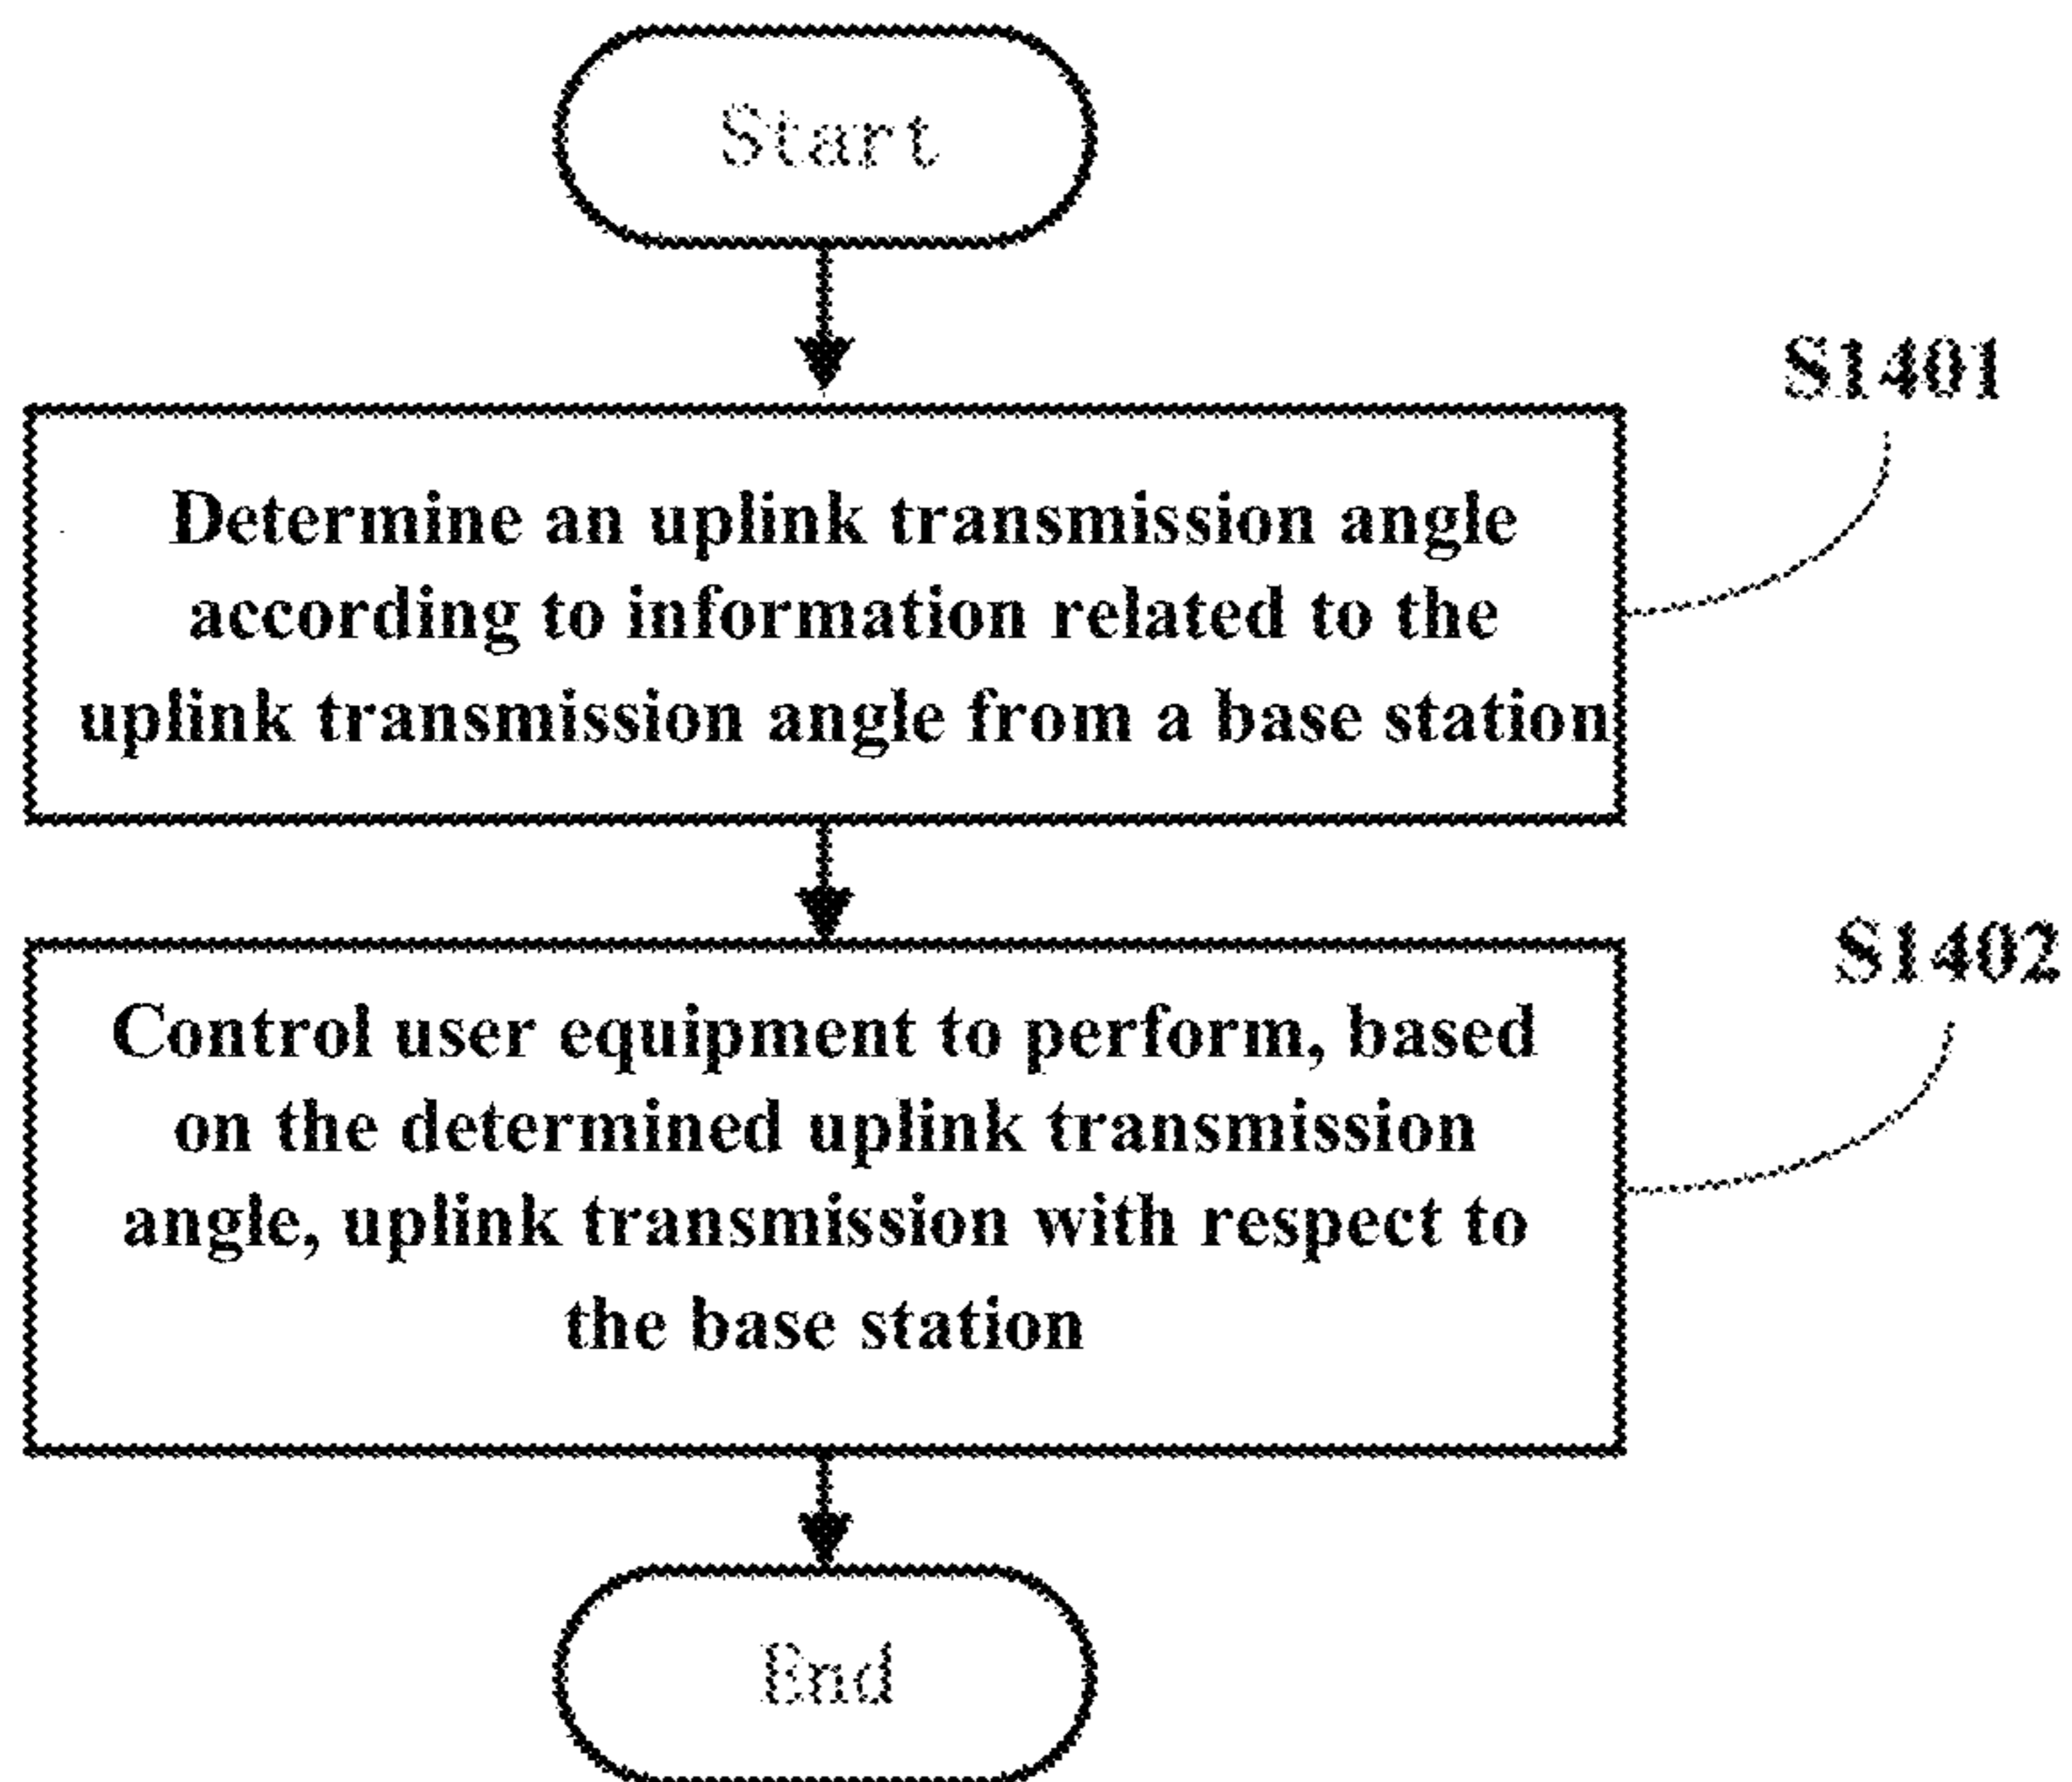 Start
S1401
Determine an uplink transmission angle
according to information related to the
uplink transmission angle from a base station
S1402
Control user equipment to perform, based
on the determined uplink transmission
angle, uplink transmission with respect to
the base station
End